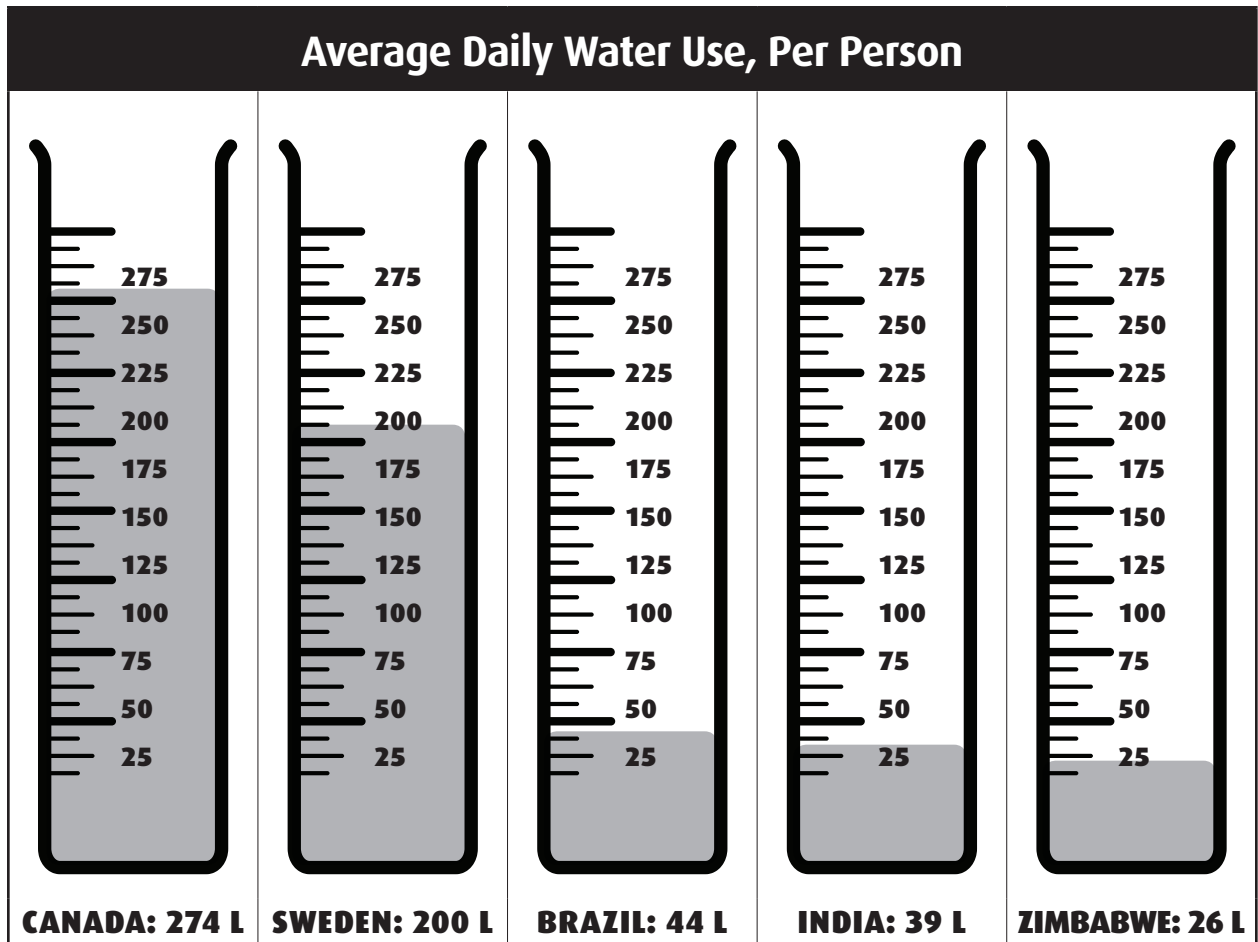 Average Daily Water Use, Per Person
275 275 275 275 275
250 250 250 250 250
225 225 225 225 225
200 200 200 200 200
175 175 175 175 175
150 150 150 150 150
125 125 125 125 125
100 100 100 100 100
75 75 75 75 75
50 50 50 50 50
25 25 25 25 25
CANADA: 274 L SWEDEN: 200 L BRAZIL: 44 L INDIA: 39 L ZIMBABWE: 26 L